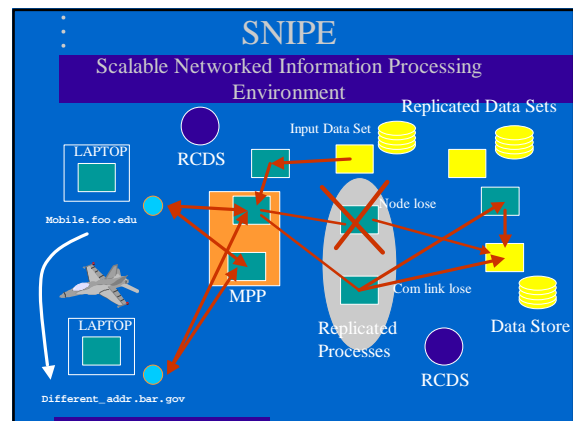 SNIPE
Scalable Networked Information Processing
Environment
Replicated Data Sets
Input Data Set
RCDS
LAPTOP
Node lose
Mobile.foo.edu
MPP
Com link lose
LAPTOP
Replicated
Processes
Data Store
RCDS
Different_addr.bar.gov